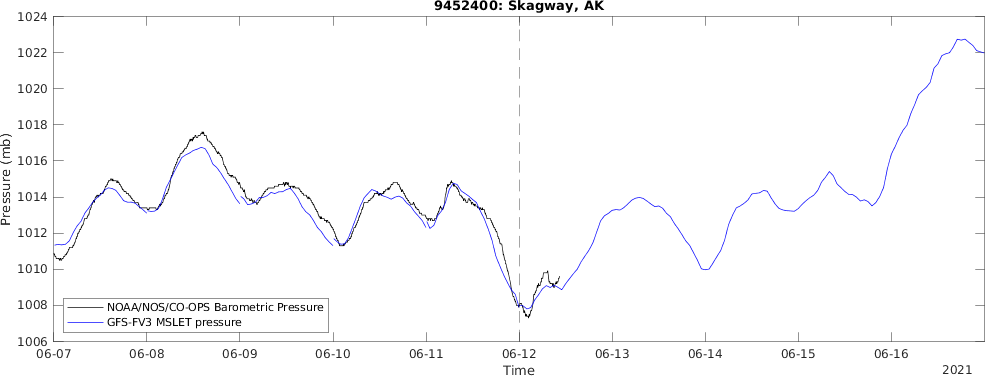 9452400: Skagway, AK
Pressure (mb)
1024
1022
1020
1018
1016
1014
1012
1010
1008
1006
NOAA/NOS/CO-OPS Barometric Pressure
GFS-FV3 MSLET pressure
06-07 06-08 06-09 06-10 06-11 06-12 06-13 06-14 06-15 06-16
Time
2021